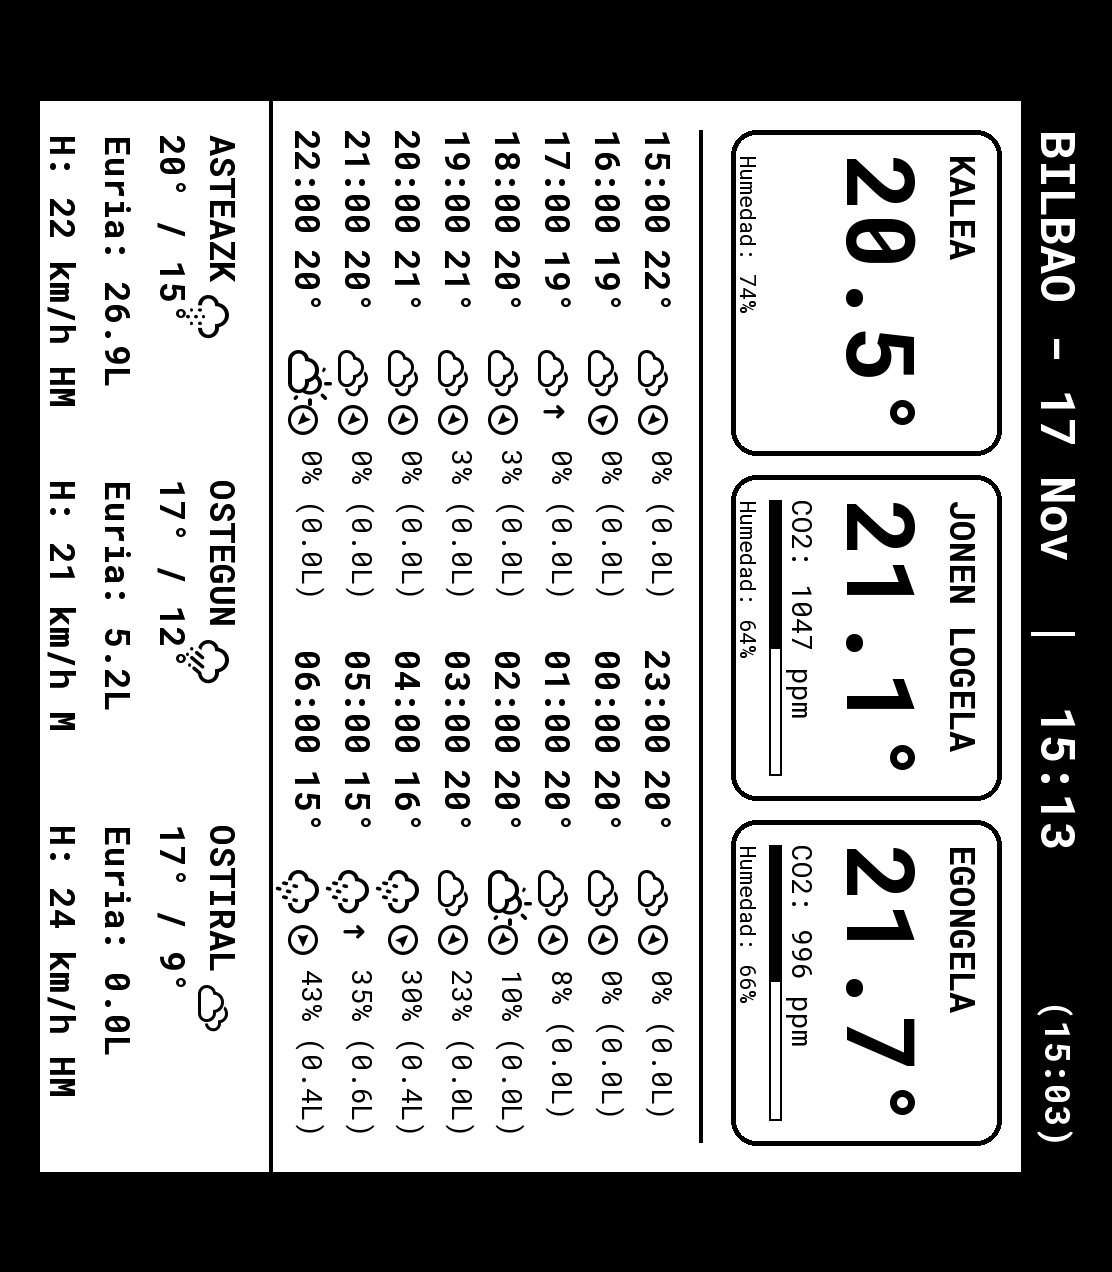 BILBAO - 17 Nov | 15:13 (15:03)
KALEA
20.5°
Humedad: 74%
JONEN LOGELA
21.1°
CO2: 1047 ppm
Humedad: 64%
EGONGELA
21.7°
CO2: 996 ppm
Humedad: 66%
15:00 22° 0% (0.0L)
16:00 19° 0% (0.0L)
17:00 19° 0% (0.0L)
18:00 20° 3% (0.0L)
19:00 21° 3% (0.0L)
20:00 21° 0% (0.0L)
21:00 20° 0% (0.0L)
22:00 20° 0% (0.0L)
23:00 20° 0% (0.0L)
00:00 20° 0% (0.0L)
01:00 20° 8% (0.0L)
02:00 20° 10% (0.0L)
03:00 20° 23% (0.0L)
04:00 16° 30% (0.4L)
05:00 15° 35% (0.6L)
06:00 15° 43% (0.4L)
ASTEAZK
20° / 15°
Euria: 26.9L
H: 22 km/h HM
OSTEGUN
17° / 12°
Euria: 5.2L
H: 21 km/h M
OSTIRAL
17° / 9°
Euria: 0.0L
H: 24 km/h HM